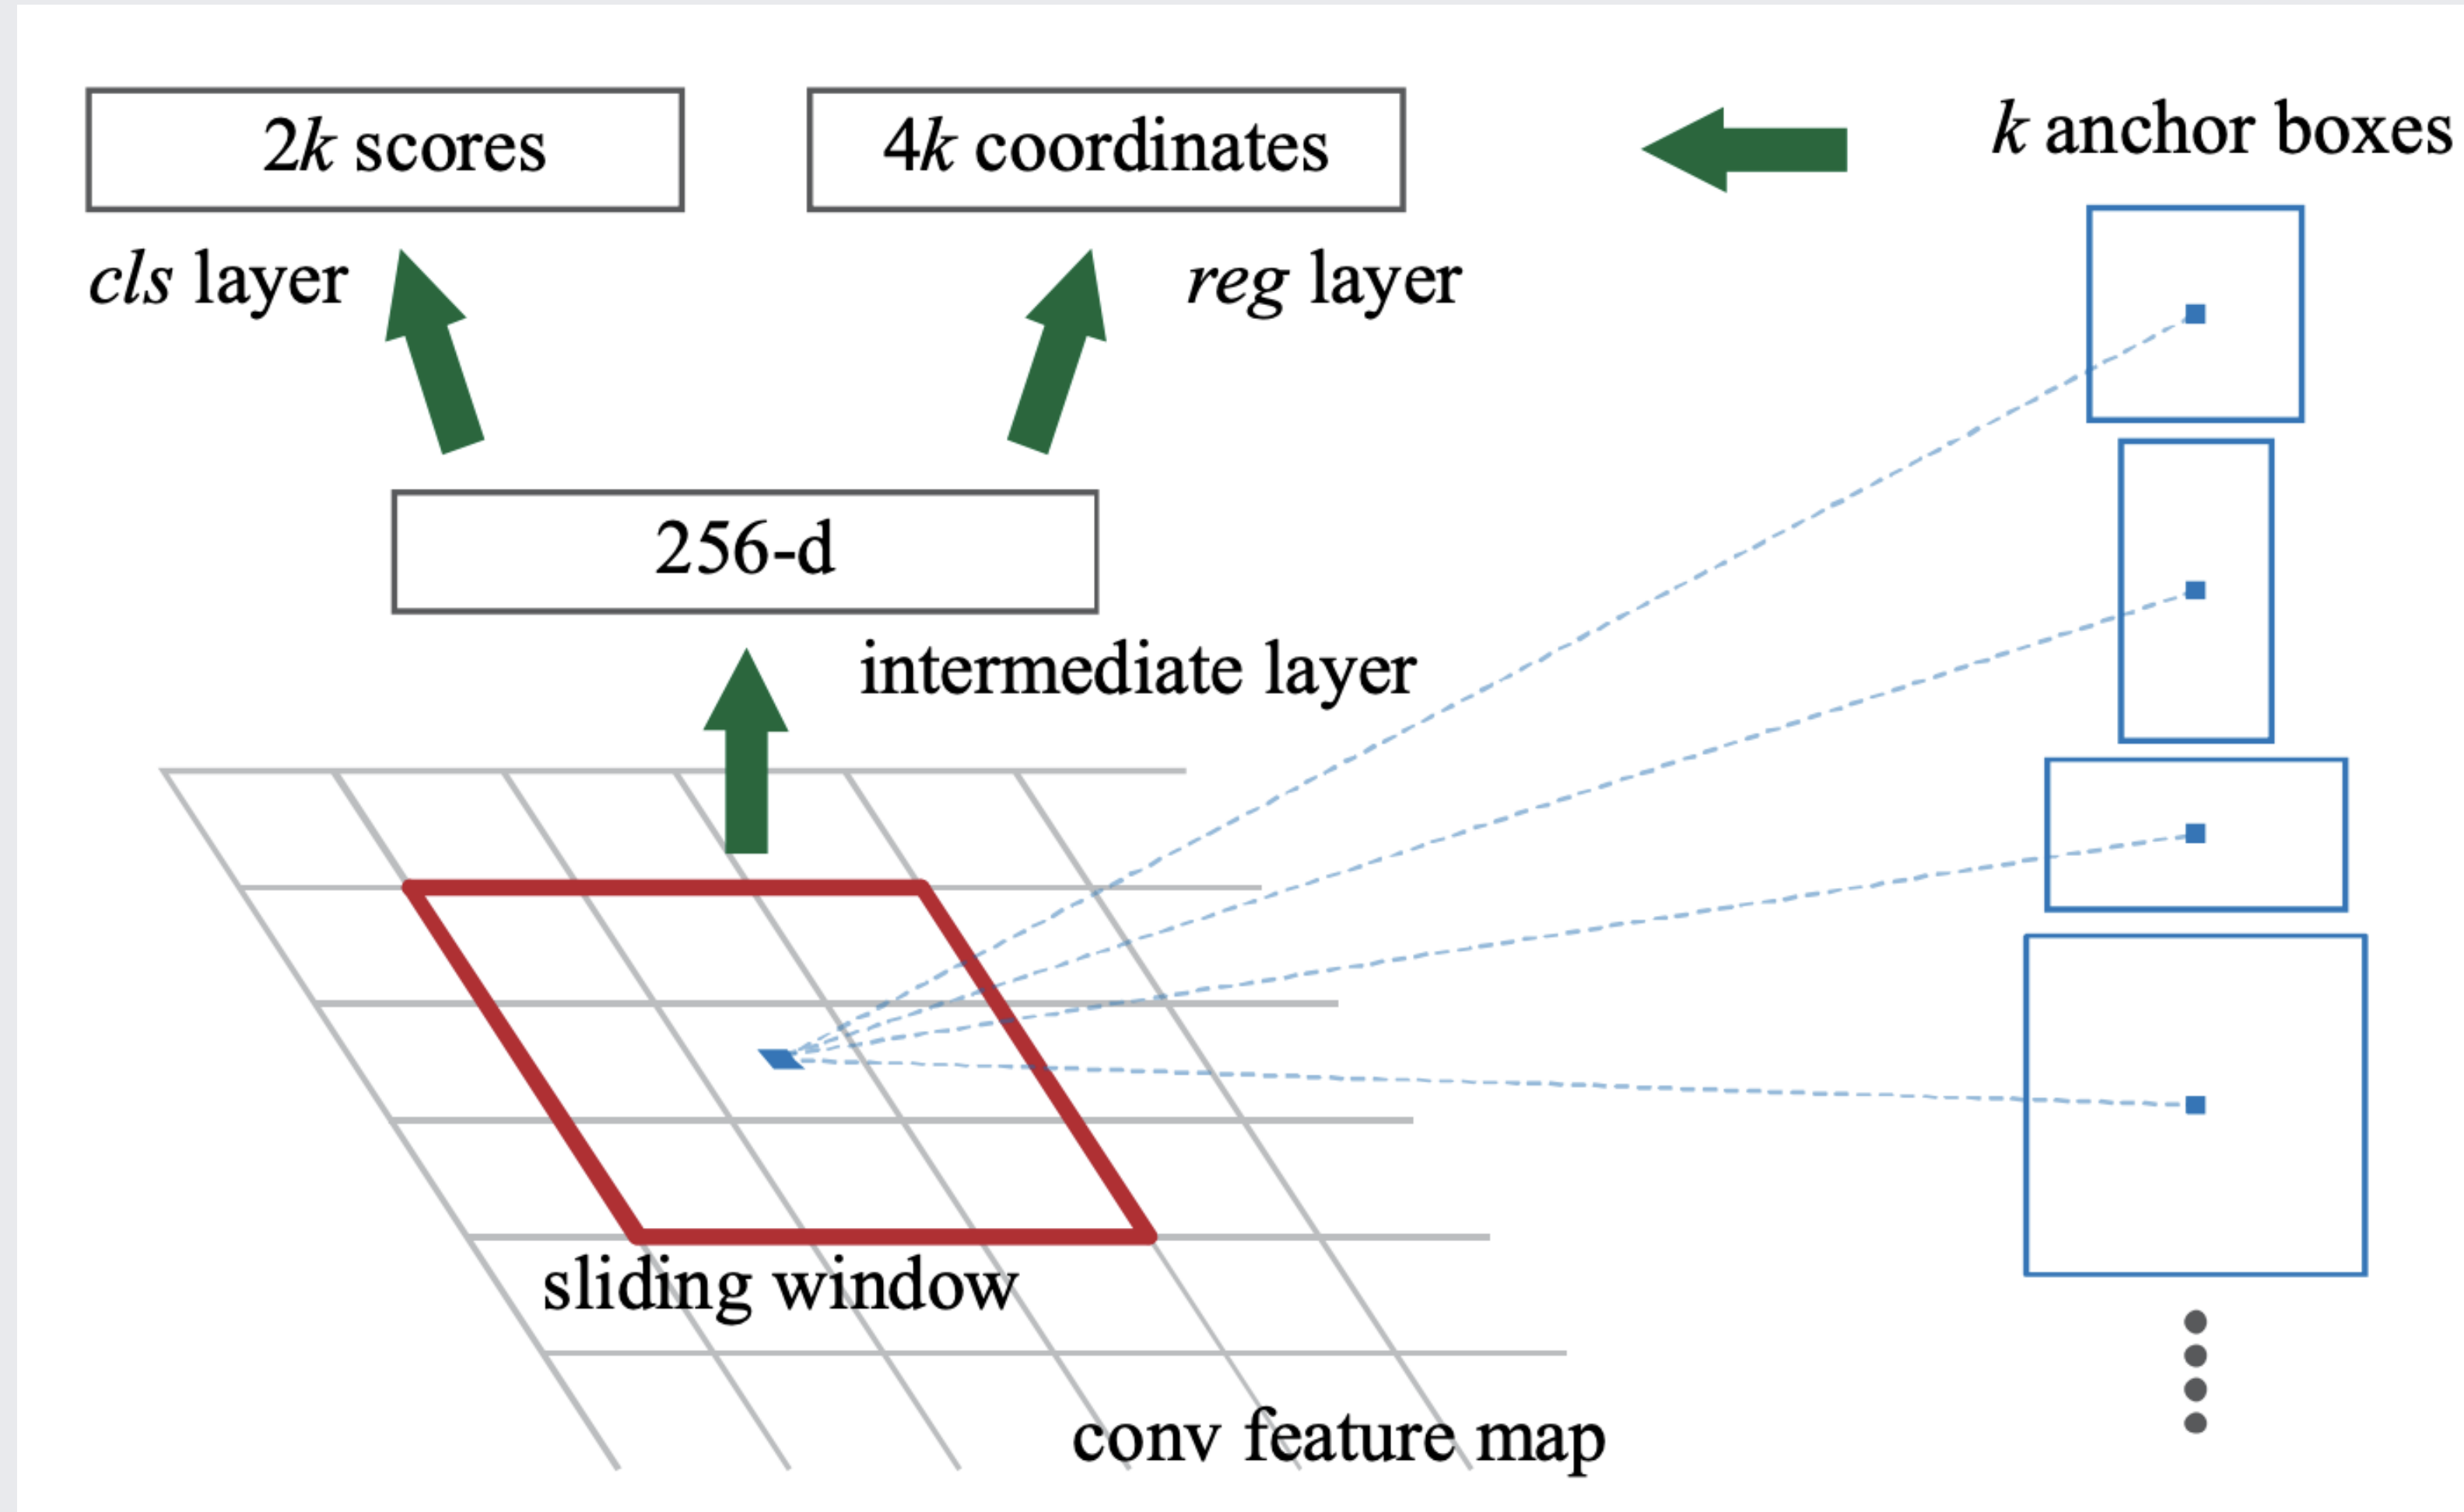 2k scores
4k coordinates
k anchor boxes
cls layer
reg layer
256-d
intermediate layer
sliding window
conv feature map